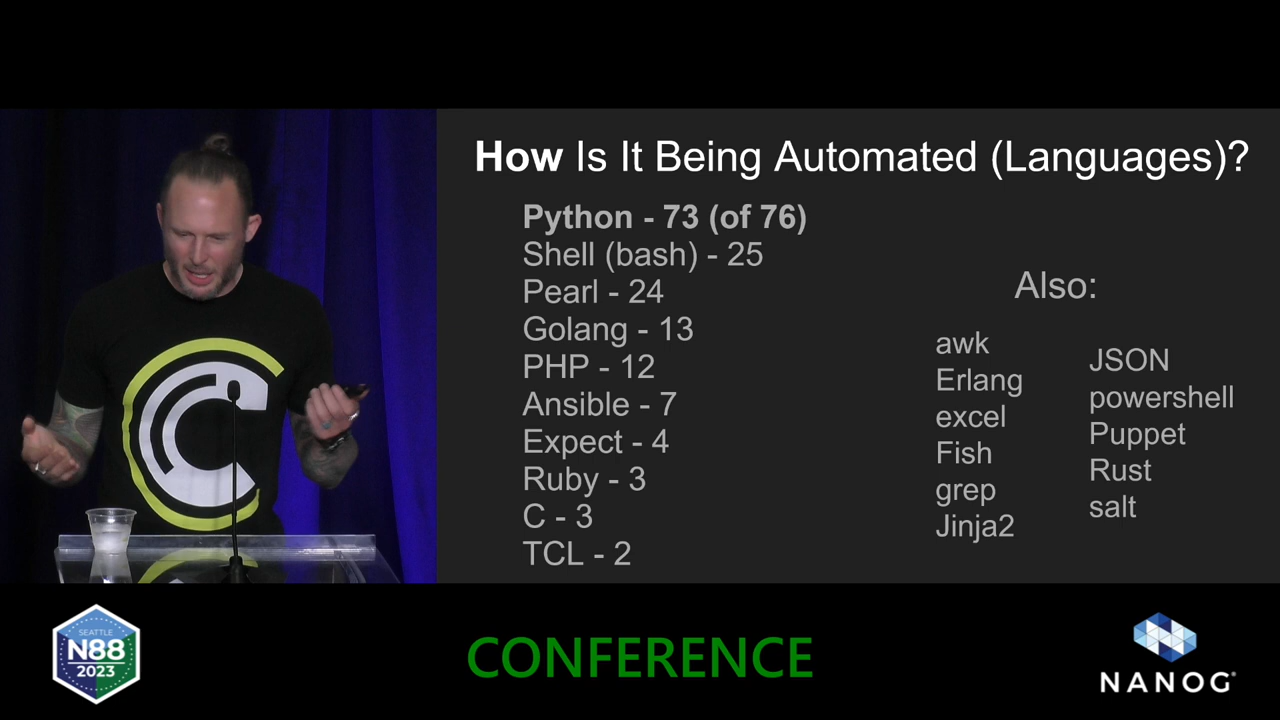 How Is It Being Automated (Languages)?
Python - 73 (of 76)
Shell (bash) - 25
Pearl - 24
Golang - 13
PHP - 12
Ansible - 7
Expect - 4
Ruby - 3
C - 3
TCL - 2
Also:
awk
Erlang
excel
Fish
grep
Jinja2
JSON
powershell
Puppet
Rust
salt
SEATTLE
N88
2023
CONFERENCE
NANOG